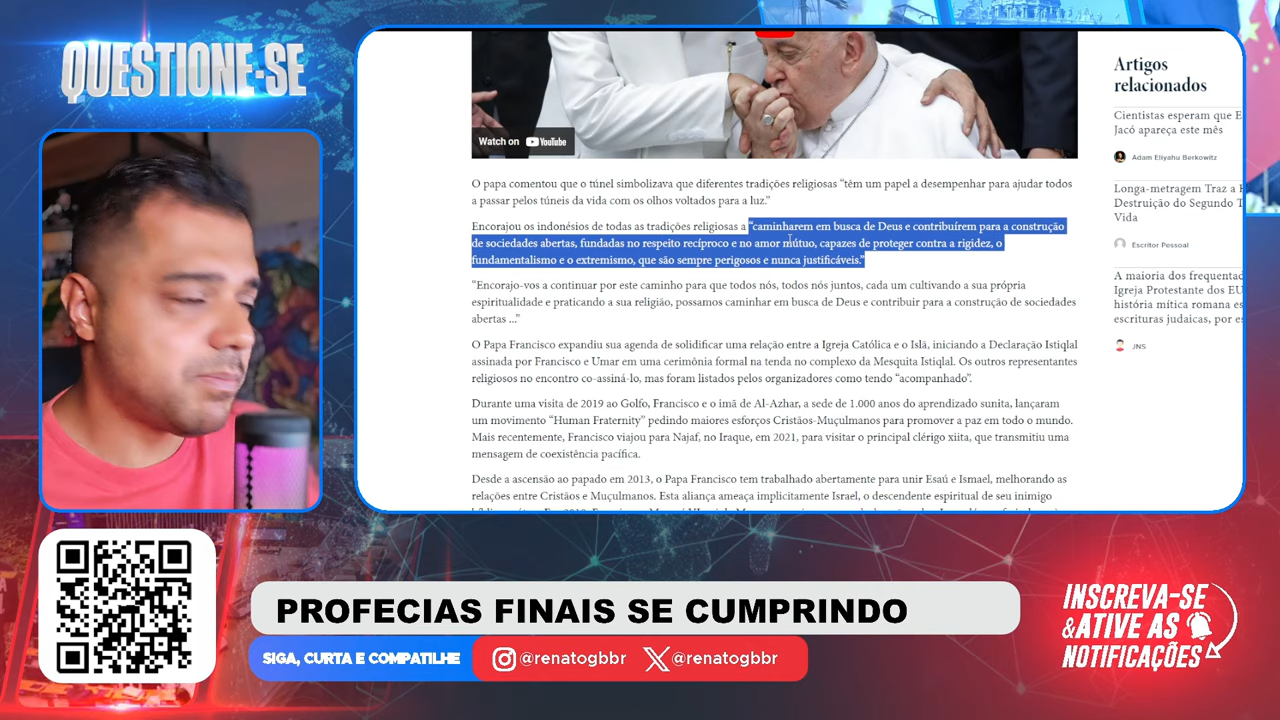 QUESTIONE-SE
Watch on YouTube
O papa comentou que o túnel simbolizava que diferentes tradições religiosas “têm um papel a desempenhar para ajudar todos
a passar pelos túneis da vida com os olhos voltados para a luz.”
Encorajou os indonésios de todas as tradições religiosas a “caminharem em busca de Deus e contribuírem para a construção
de sociedades abertas, fundadas no respeito recíproco e no amor mútuo, capazes de proteger contra a rigidez, o
fundamentalismo e o extremismo, que são sempre perigosos e nunca justificáveis.”
“Encorajo-vos a continuar por este caminho para que todos nós, todos nós juntos, cada um cultivando a sua própria
espiritualidade e praticando a sua religião, possamos caminhar em busca de Deus e contribuir para a construção de sociedades
abertas ...”
O Papa Francisco expandiu sua agenda de solidificar uma relação entre a Igreja Católica e o Islã, iniciando a Declaração Istiqlal
assinada por Francisco e Umar em uma cerimônia formal na tenda no complexo da Mesquita Istiqlal. Os outros representantes
religiosos no encontro co-assiná-lo, mas foram listados pelos organizadores como tendo “acompanhado”.
Durante uma visita de 2019 ao Golfo, Francisco e o imã de Al-Azhar, a sede de 1.000 anos do aprendizado sunita, lançaram
um movimento “Human Fraternity” pedindo maiores esforços Cristãos-Muçulmanos para promover a paz em todo o mundo.
Mais recentemente, Francisco viajou para Najaf, no Iraque, em 2021, para visitar o principal clérigo xiita, que transmitiu uma
mensagem de coexistência pacífica.
Desde a ascensão ao papado em 2013, o Papa Francisco tem trabalhado abertamente para unir Esaú e Ismael, melhorando as
relações entre Cristãos e Muçulmanos. Esta aliança ameaça implicitamente Israel, o descendente espiritual de seu inimigo
Artigos
relacionados
Cientistas esperam que E
Jacó apareça este mês
Adam Eliyahu Berkowitz
Longa-metragem Traz a
Destruição do Segundo T
Vida
Escritor Pessoal
A maioria dos frequentad
Igreja Protestante dos EU
história mítica romana es
escrituras judaicas, por es
JNS
PROFECIAS FINAIS SE CUMPRINDO
SIGA, CURTA E COMPATILHE
@renatogbbr
@renatogbbr
INSCREVA-SE
&ATIVE AS
NOTIFICAÇÕES